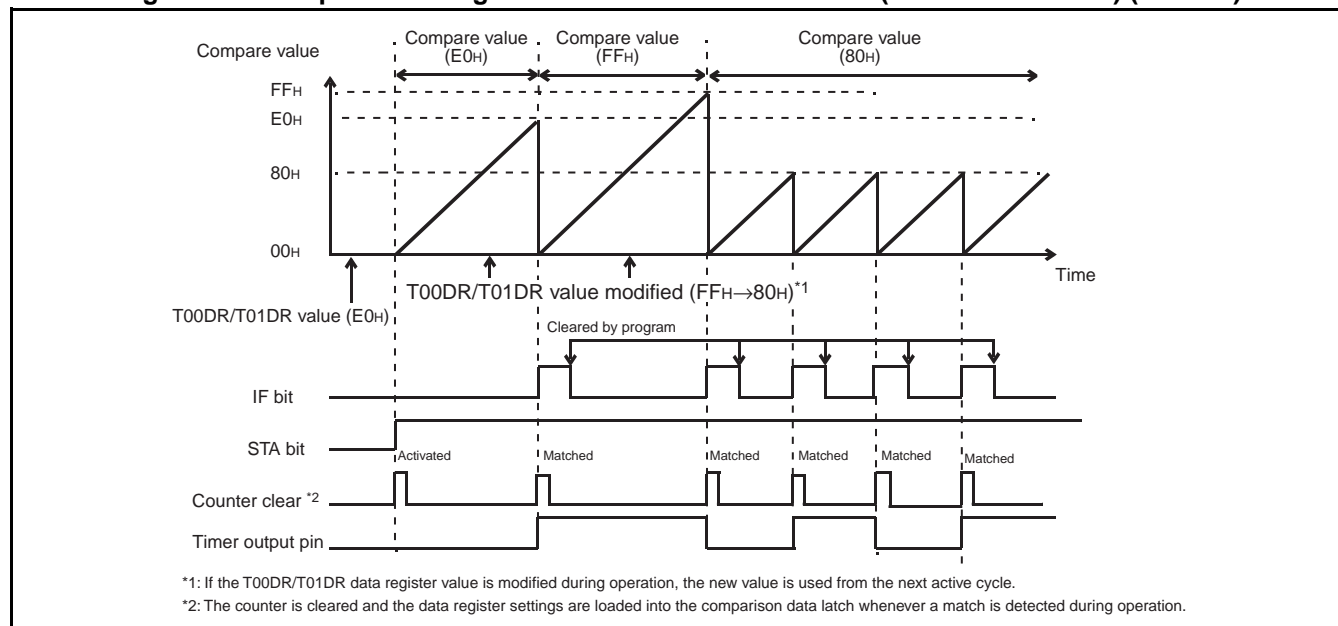 Compare value
Compare value
(E0H)
Compare value
(FFH)
Compare value
(80H)
FFH
E0H
80H
00H
Time
T00DR/T01DR value modified (FFH→80H)*1
T00DR/T01DR value (E0H)
Cleared by program
IF bit
STA bit
Activated
Matched
Matched
Matched
Matched
Matched
Counter clear *2
Timer output pin
*1: If the T00DR/T01DR data register value is modified during operation, the new value is used from the next active cycle.
*2: The counter is cleared and the data register settings are loaded into the comparison data latch whenever a match is detected during operation.